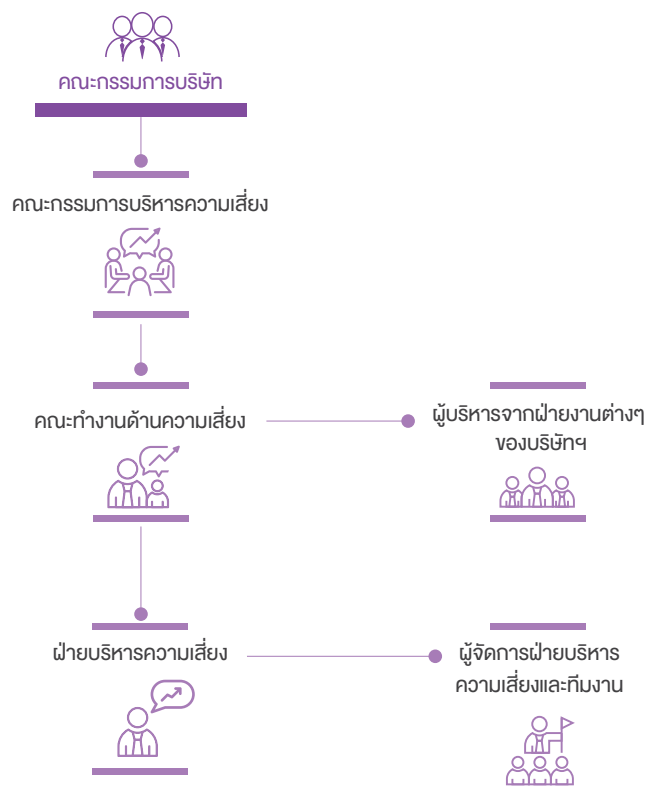 คณะกรรมการบริษัท
คณะกรรมการบริหารความเสี่ยง
คณะทำงานด้านความเสี่ยง
ผู้บริหารจากฝ่ายงานต่างๆ
ของบริษัทฯ
ฝ่ายบริหารความเสี่ยง
ผู้จัดการฝ่ายบริหาร
ความเสี่ยงและทีมงาน